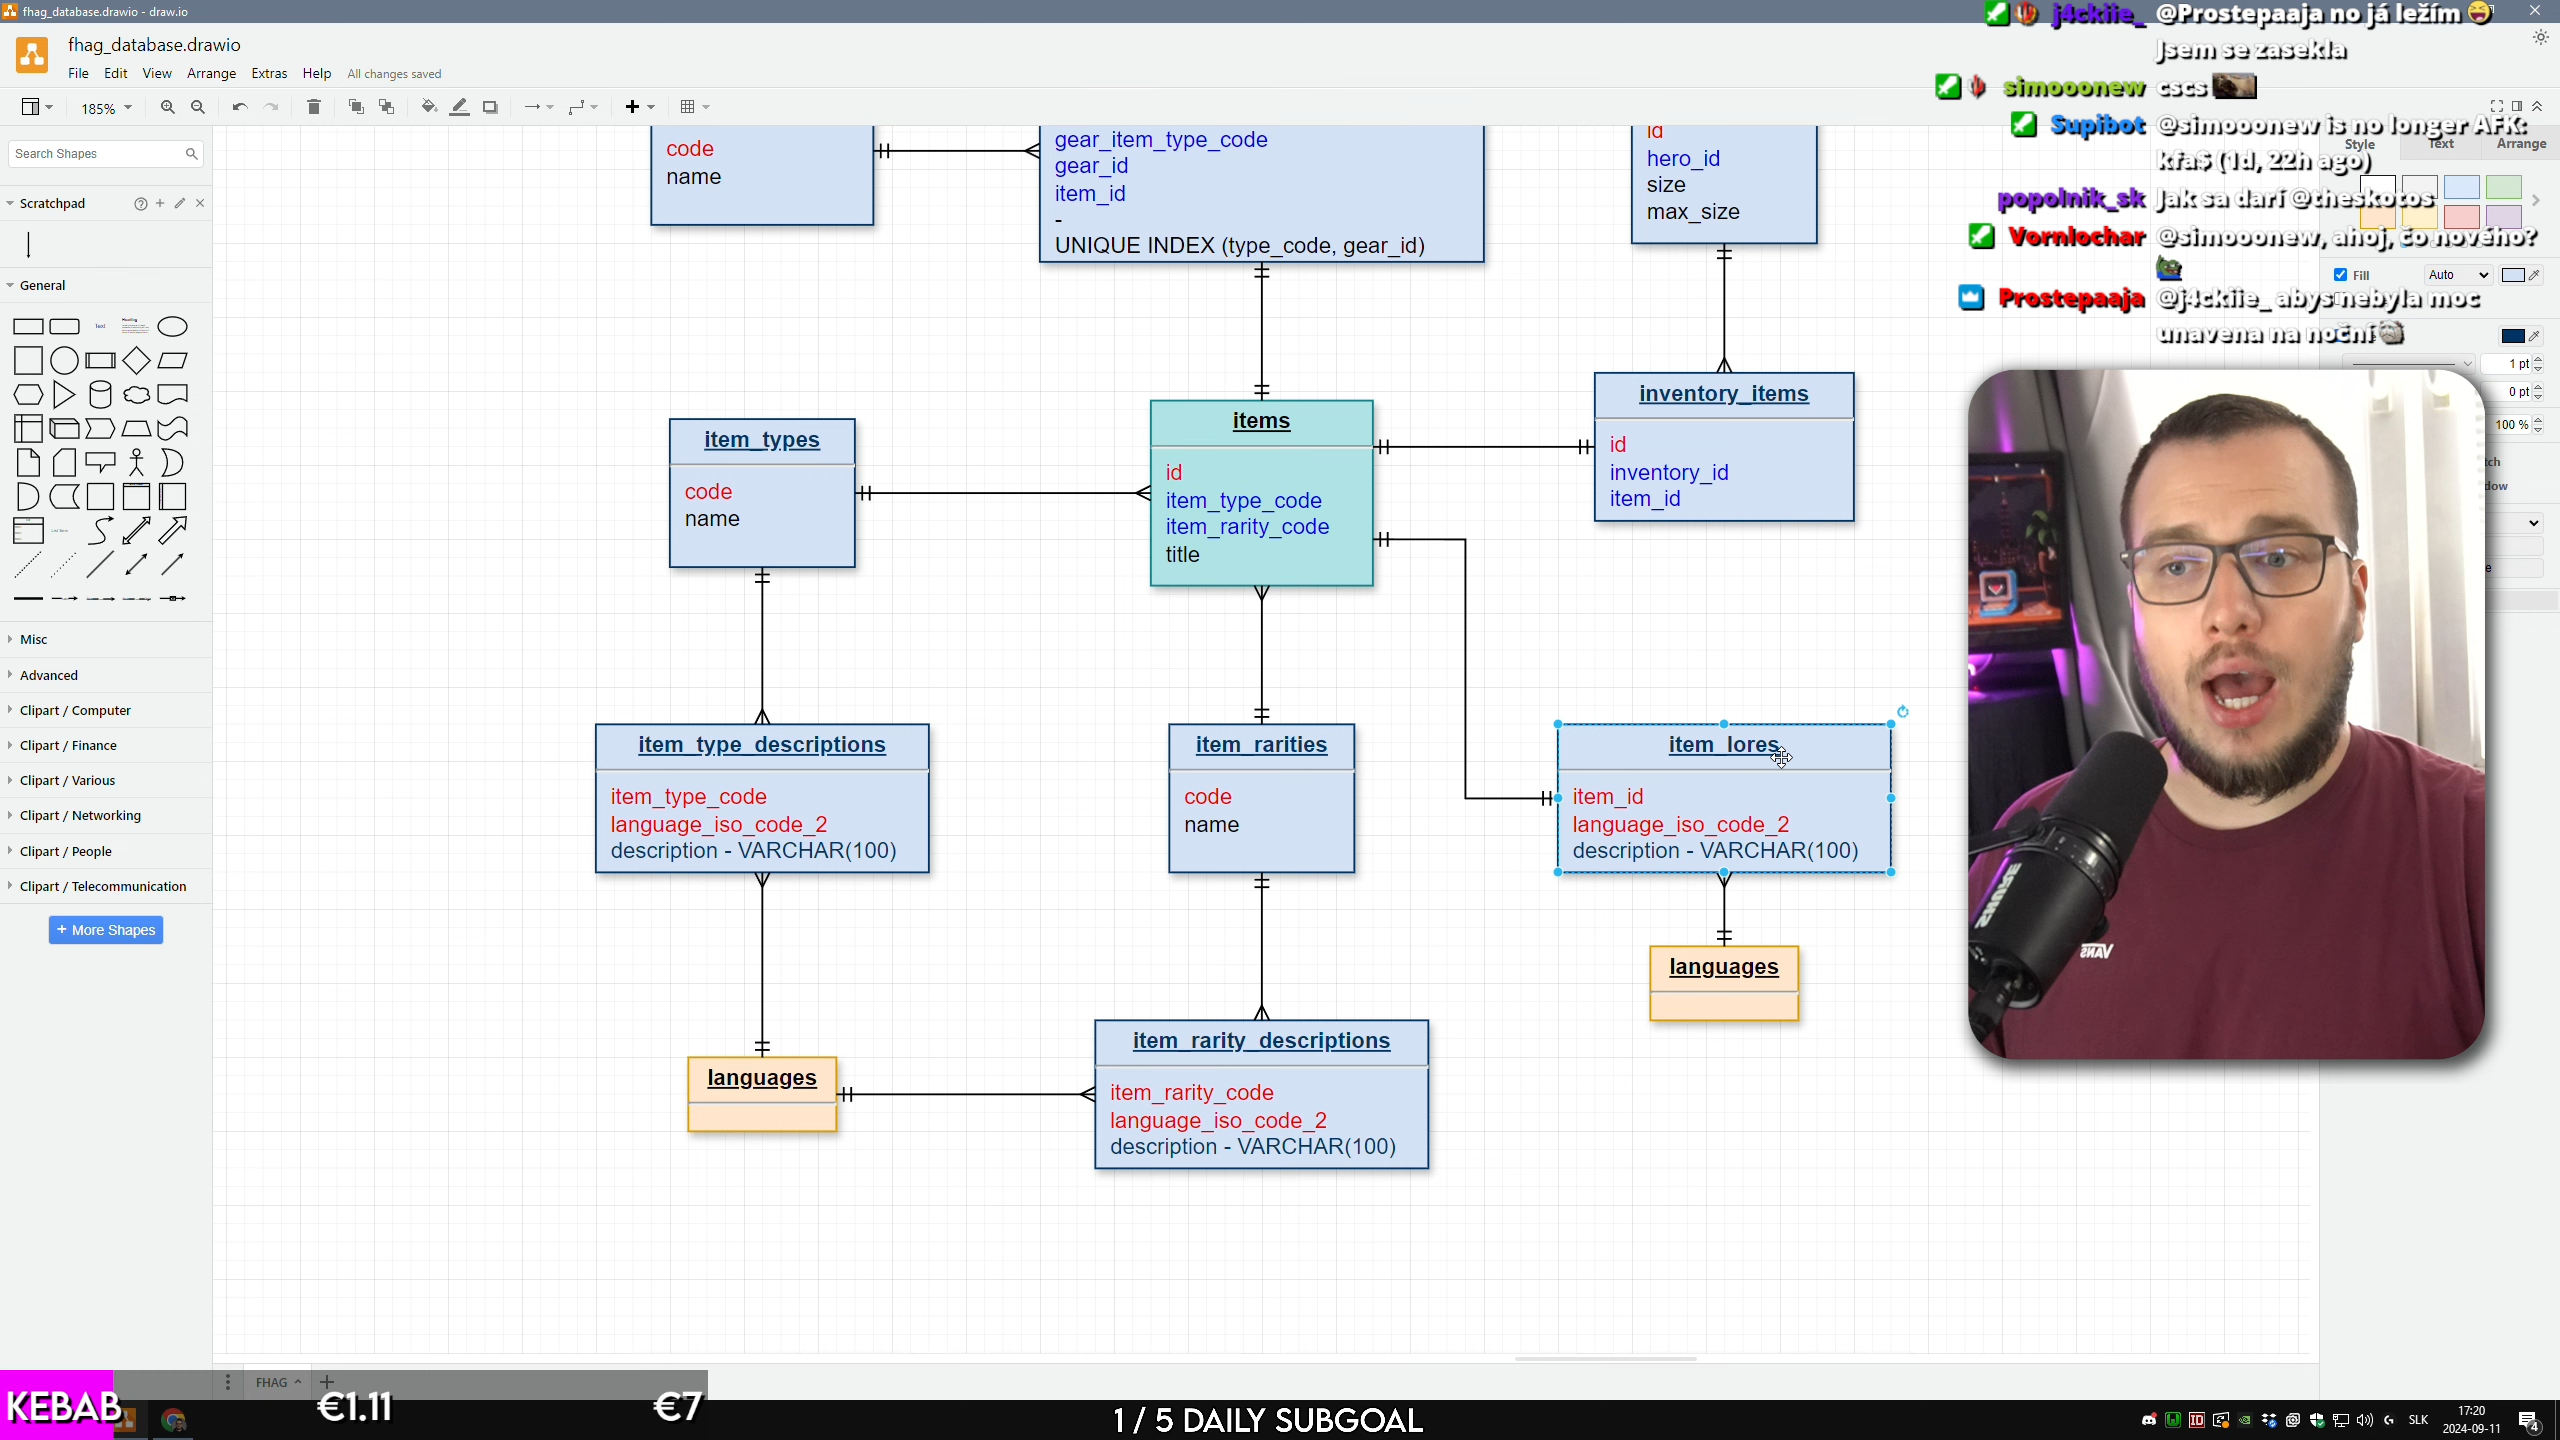 fhag_database.drawio - draw.io
fhag_database.drawio
File Edit View Arrange Extras Help All changes saved
185%
Search Shapes
Scratchpad
General
Text
Heading
Misc
Advanced
Clipart / Computer
Clipart / Finance
Clipart / Various
Clipart / Networking
Clipart / People
Clipart / Telecommunication
+ More Shapes
code
name
gear_item_type_code
gear_id
item_id
-
UNIQUE INDEX (type_code, gear_id)
id
hero_id
size
max_size
item_types
code
name
items
id
item_type_code
item_rarity_code
title
inventory_items
id
inventory_id
item_id
item_type_descriptions
item_type_code
language_iso_code_2
description - VARCHAR(100)
item_rarities
code
name
item_lores
item_id
language_iso_code_2
description - VARCHAR(100)
languages
languages
item_rarity_descriptions
item_rarity_code
language_iso_code_2
description - VARCHAR(100)
j4ckiie_ @Prostepaaja no já ležím
Jsem se zasekla
simooonew cscs
Supibot @simooonew is no longer AFK:
kfa$ (1d, 22h ago)
popolnik_sk Jak sa darí @theskotos
Vornlochar @simooonew, ahoj, čo nového?
Prostepaaja @j4ckiie_ abys nebyla moc
unavena na noční
Style Text Arrange
Fill Auto
1 pt
0 pt
100 %
VANS
SHURE
FHAG
KEBAB €1.11 €7
1 / 5 DAILY SUBGOAL
SLK
17:20
2024-09-11
4